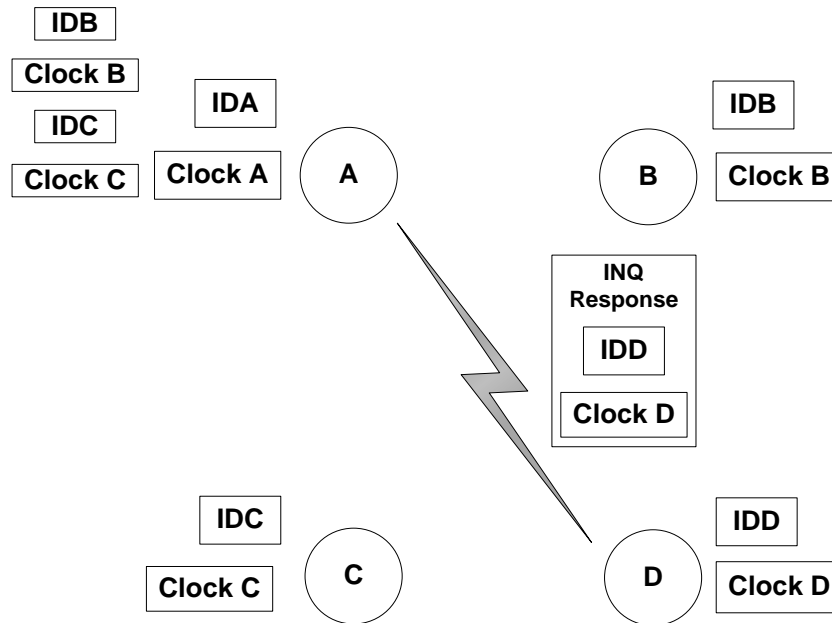 IDB
Clock B
IDC
Clock C
IDA
Clock A
A
B
IDB
Clock B
INQ
Response
IDD
Clock D
IDC
Clock C
C
D
IDD
Clock D